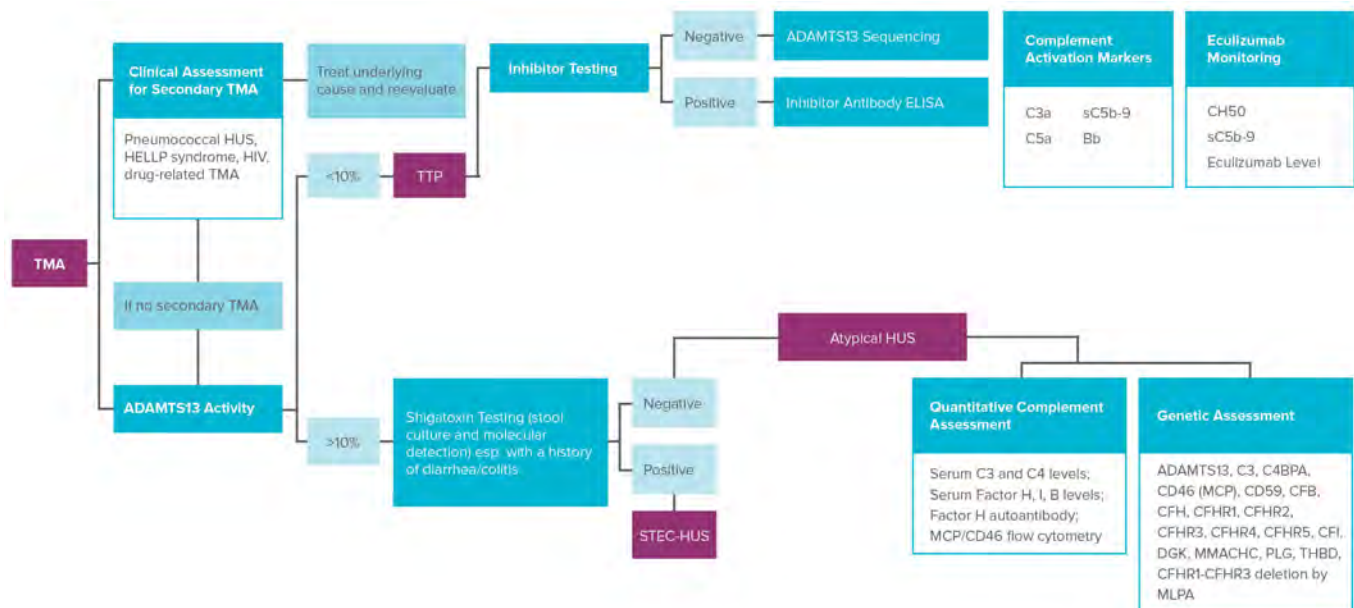 TMA
Clinical Assessment
for Secondary TMA
Pneumococcal HUS,
HELLP syndrome, HIV,
drug-related TMA
If no secondary TMA
ADAMTS13 Activity
Treat underlying
cause and reevaluate
<10%
TTP
Inhibitor Testing
Negative
ADAMTS13 Sequencing
Positive
Inhibitor Antibody ELISA
Complement
Activation Markers
C3a sC5b-9
C5a Bb
Eculizumab
Monitoring
CH50
sC5b-9
Eculizumab Level
>10%
Shigatoxin Testing (stool
culture and molecular
detection) esp. with a history
of diarrhea/colitis
Negative
Positive
STEC-HUS
Atypical HUS
Quantitative Complement
Assessment
Serum C3 and C4 levels;
Serum Factor H, I, B levels;
Factor H autoantibody;
MCP/CD46 flow cytometry
Genetic Assessment
ADAMTS13, C3, C4BPA,
CD46 (MCP), CD59, CFB,
CFH, CFHR1, CFHR2,
CFHR3, CFHR4, CFHR5, CFI,
DGK, MMACHC, PLG, THBD,
CFHR1-CFHR3 deletion by
MLPA